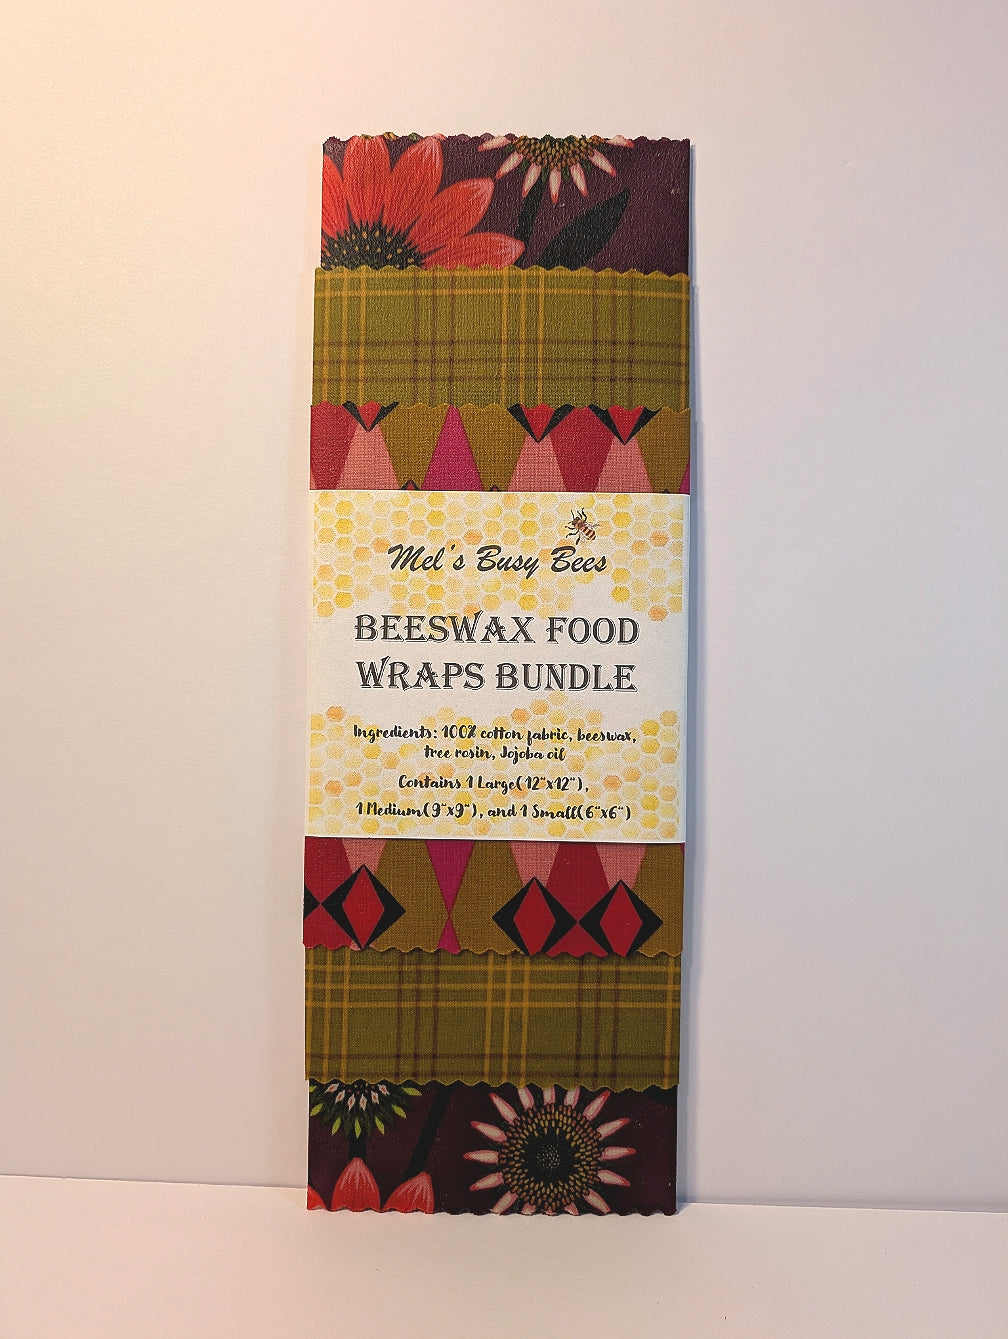 Mel's Busy Bees
BEESWAX FOOD
WRAPS BUNDLE
Ingredients: 100% cotton fabric, beeswax,
tree rosin, Jojoba oil
Contains 1 Large(12"x12"),
1 Medium(9"x9"), and 1 Small(6"x6")